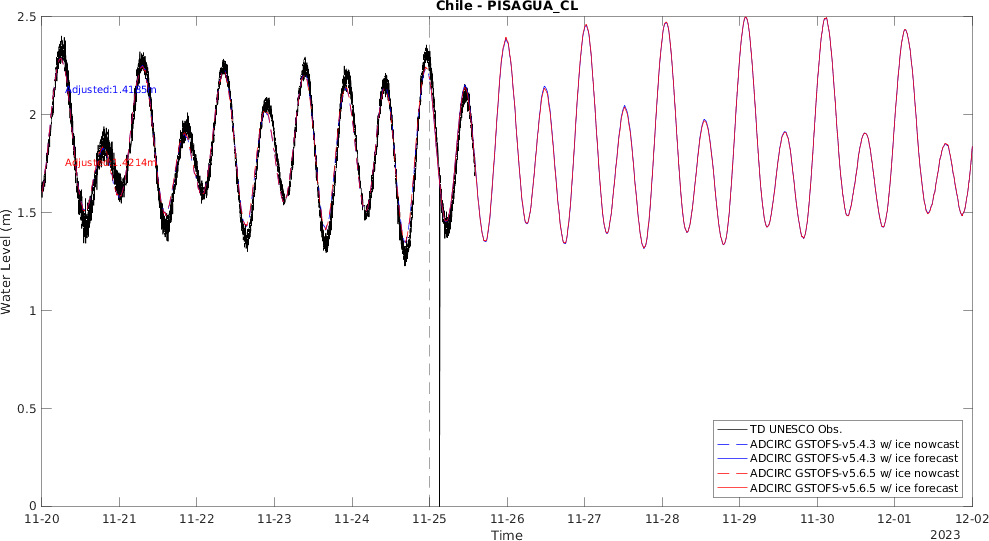 Chile - PISAGUA_CL
2.5
2
1.5
1
0.5
0
Water Level (m)
Adjusted:1.4185m
Adjusted:1.4214m
TD UNESCO Obs.
ADCIRC GSTOFS-v5.4.3 w/ ice nowcast
ADCIRC GSTOFS-v5.4.3 w/ ice forecast
ADCIRC GSTOFS-v5.6.5 w/ ice nowcast
ADCIRC GSTOFS-v5.6.5 w/ ice forecast
11-20 11-21 11-22 11-23 11-24 11-25 11-26 11-27 11-28 11-29 11-30 12-01 12-02
Time
2023